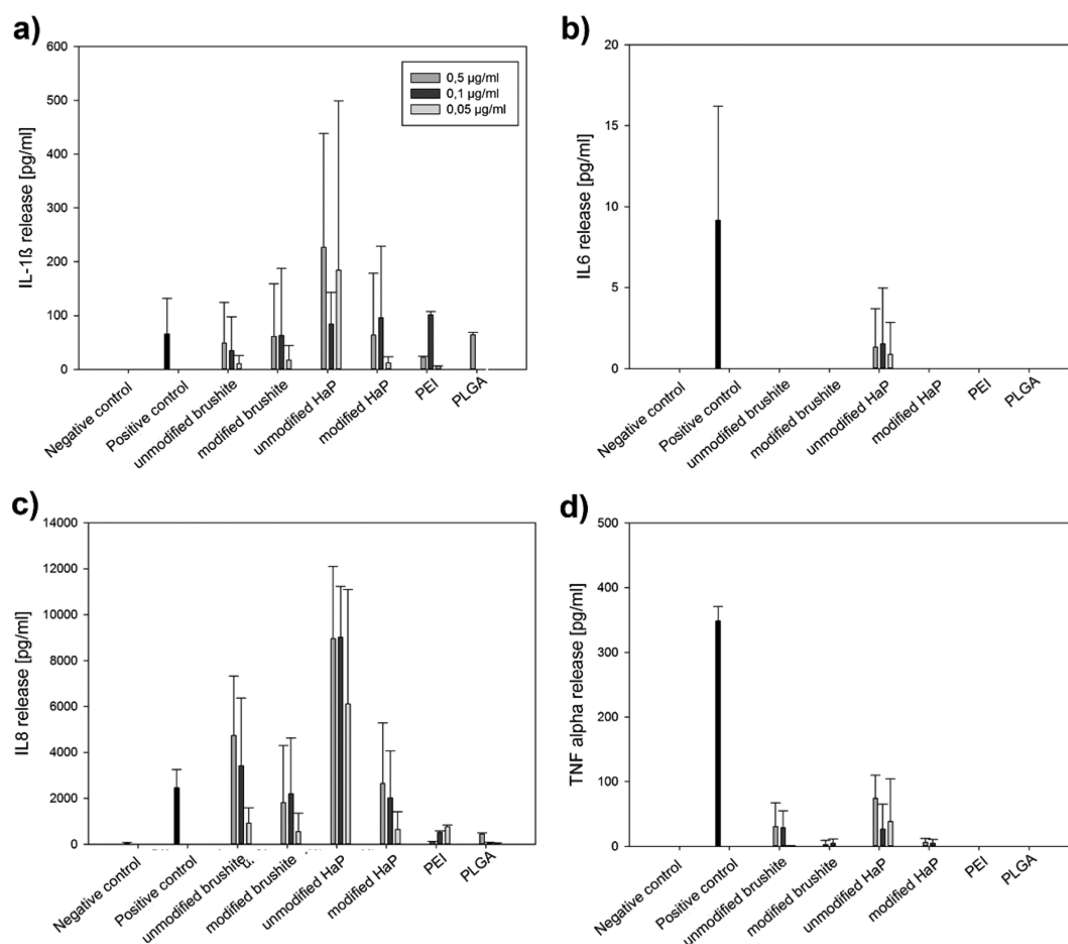 a)
600
500
400
300
200
100
0
IL-1ß release [pg/ml]
0,5 µg/ml
0,1 µg/ml
0,05 µg/ml
Negative control
Positive control
unmodified brushite
modified brushite
unmodified HaP
modified HaP
PEI
PLGA
b)
20
15
10
5
0
IL6 release [pg/ml]
Negative control
Positive control
unmodified brushite
modified brushite
unmodified HaP
modified HaP
PEI
PLGA
c)
14000
12000
10000
8000
6000
4000
2000
0
IL8 release [pg/ml]
Negative control
Positive control
unmodified brushite
modified brushite
unmodified HaP
modified HaP
PEI
PLGA
d)
500
400
300
200
100
0
TNF alpha release [pg/ml]
Negative control
Positive control
unmodified brushite
modified brushite
unmodified HaP
modified HaP
PEI
PLGA